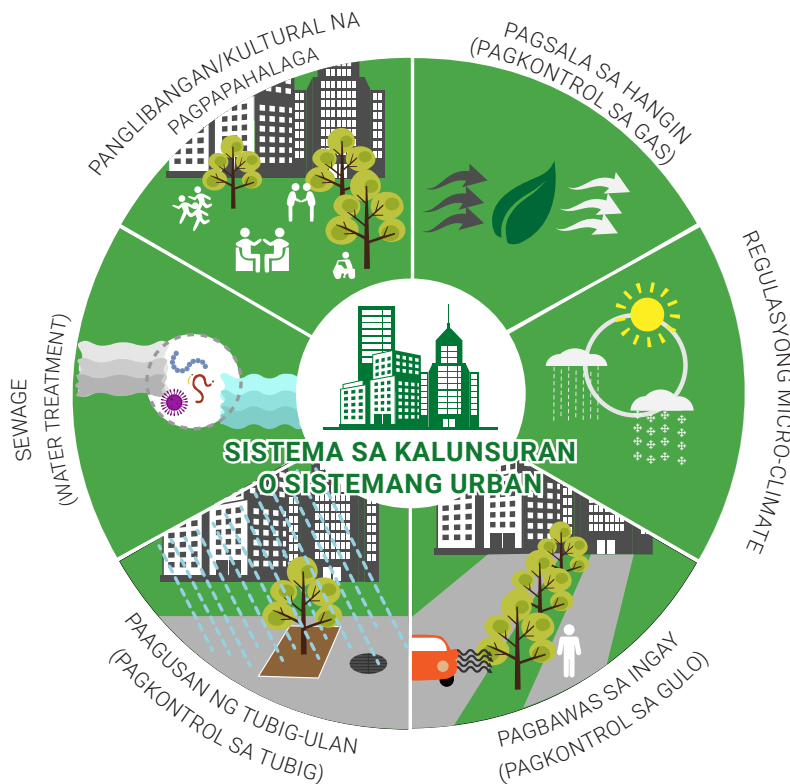 PANGLIBANGAN/KULTURAL NA
PAGPAPAHALAGA
PAGSALA SA HANGIN
(PAGKONTROL SA GAS)
REGULASYONG MICRO-CLIMATE
SEWAGE
(WATER TREATMENT)
SISTEMA SA KALUNSURAN
O SISTEMANG URBAN
PAAGUSAN NG TUBIG-ULAN
(PAGKONTROL SA TUBIG)
PAGBAWAS SA INGAY
(PAGKONTROL SA GULO)